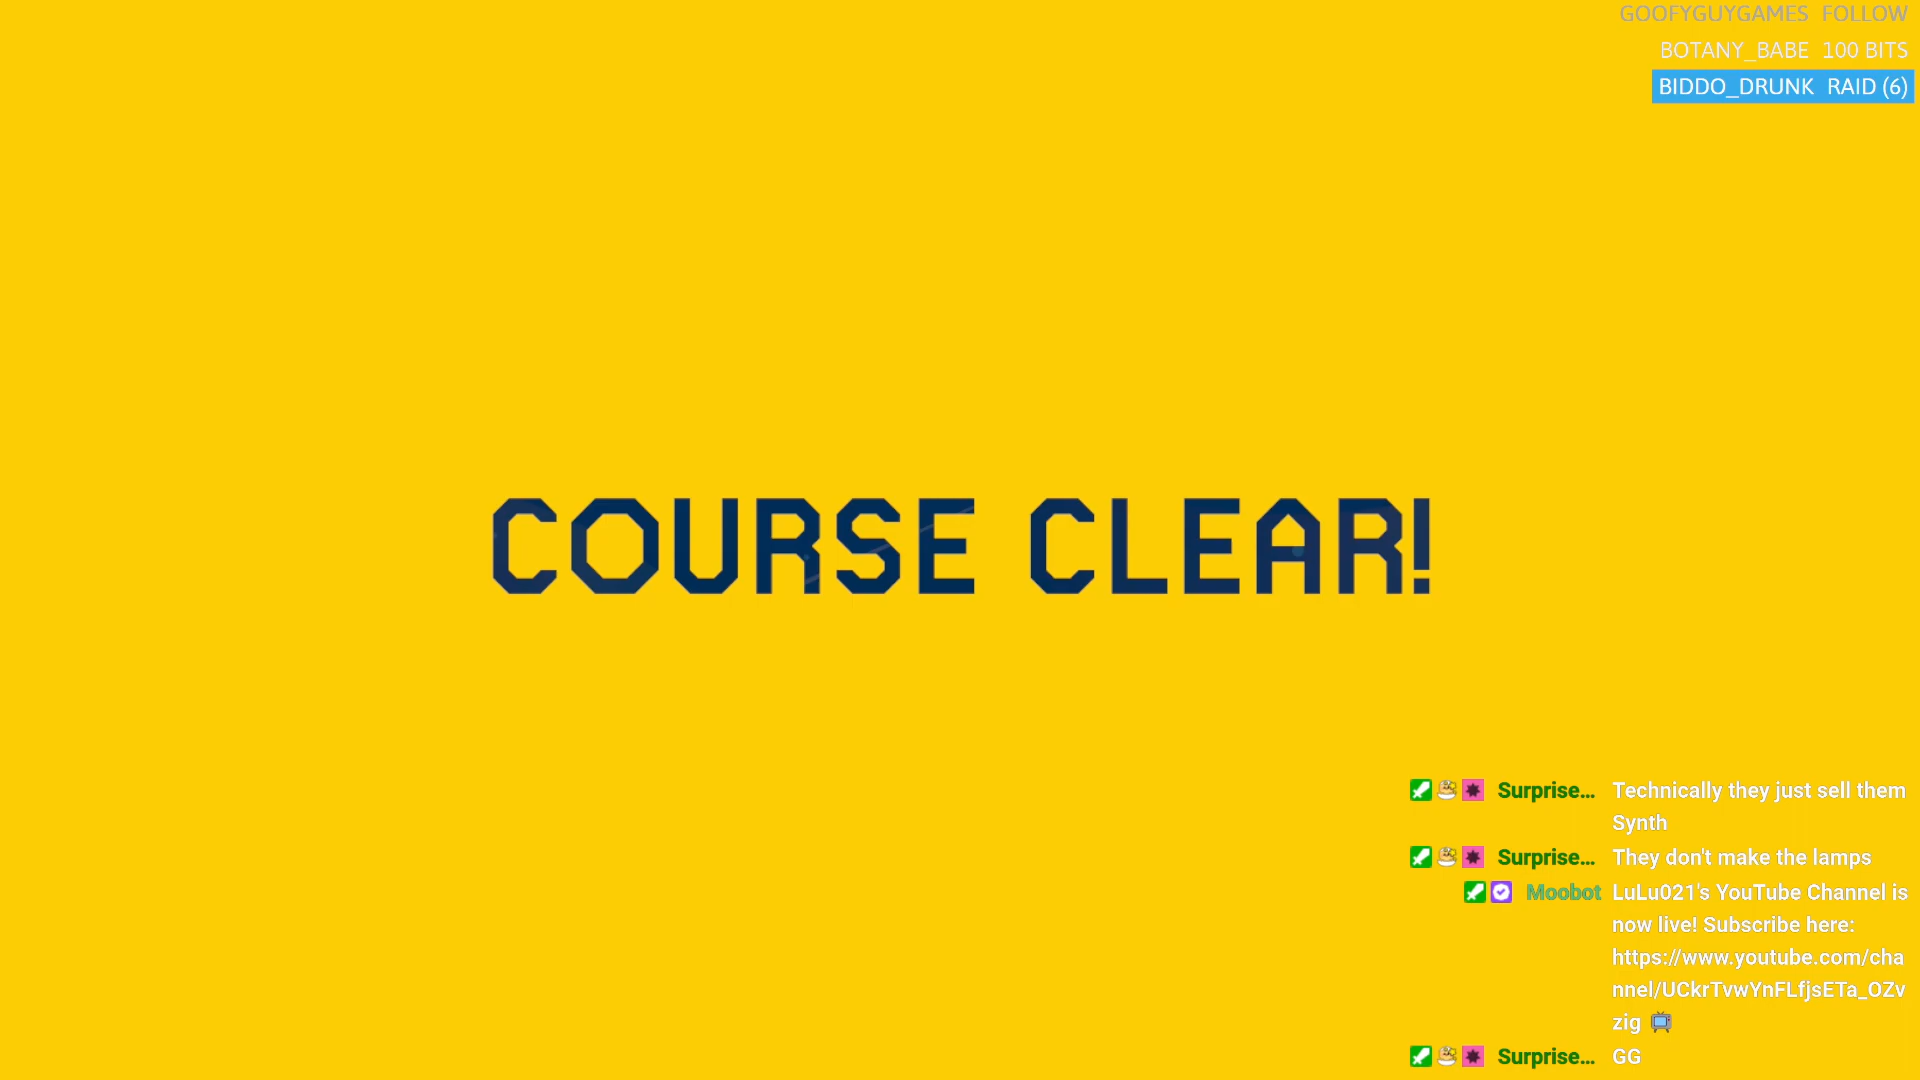 GOOFYGUYGAMES FOLLOW
BOTANY_BABE 100 BITS
BIDDO_DRUNK RAID (6)
COURSE CLEAR!
Surprise... Technically they just sell them
Synth
Surprise... They don't make the lamps
Moobot LuLu021's YouTube Channel is
now live! Subscribe here:
https://www.youtube.com/cha
nnel/UCkrTvwYnFLfjsETa_OZv
zig 📺
Surprise... GG